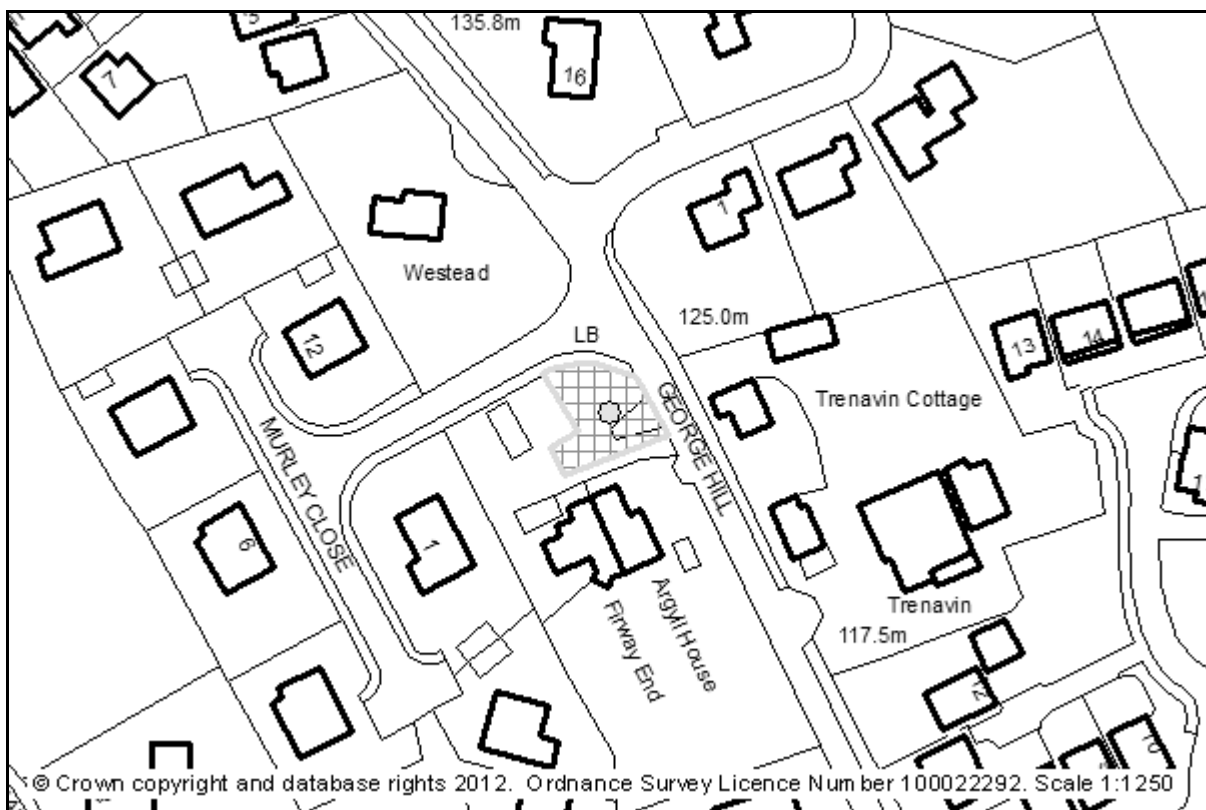 135.8m
16
7
1
Westead
125.0m
LB
12
13
14
Trenavin Cottage
GEORGE HILL
MURLEY CLOSE
6
1
Argyll House
Firway End
Trenavin
117.5m
© Crown copyright and database rights 2012. Ordnance Survey Licence Number 100022292. Scale 1:1250